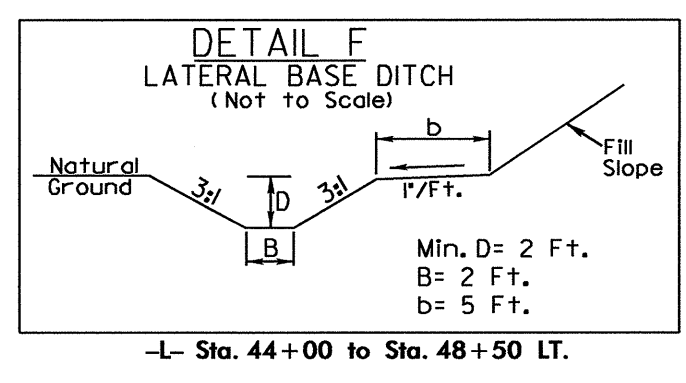 DETAIL F
LATERAL BASE DITCH
(Not to Scale)
b
Natural
Ground
3:1
D
3:1
1"/Ft.
Fill
Slope
B
Min. D= 2 Ft.
B= 2 Ft.
b= 5 Ft.
-L- Sta. 44+00 to Sta. 48+50 LT.